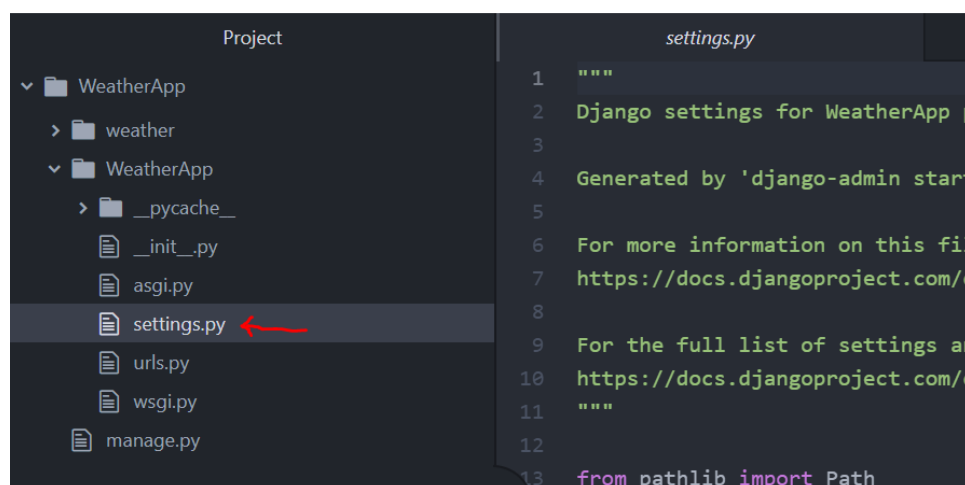 Project
WeatherApp
weather
WeatherApp
__pycache__
__init__.py
asgi.py
settings.py
urls.py
wsgi.py
manage.py
settings.py
1 """
2 Django settings for WeatherApp
3
4 Generated by 'django-admin star
5
6 For more information on this fi
7 https://docs.djangoproject.com/
8
9 For the full list of settings a
10 https://docs.djangoproject.com/
11 """
12
13 from pathlib import Path